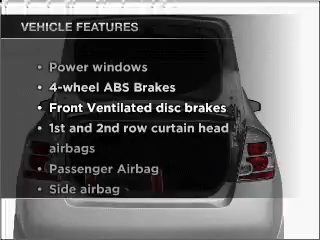 VEHICLE FEATURES
• Power windows
• 4-wheel ABS Brakes
• Front Ventilated disc brakes
• 1st and 2nd row curtain head
airbags
• Passenger Airbag
• Side airbag